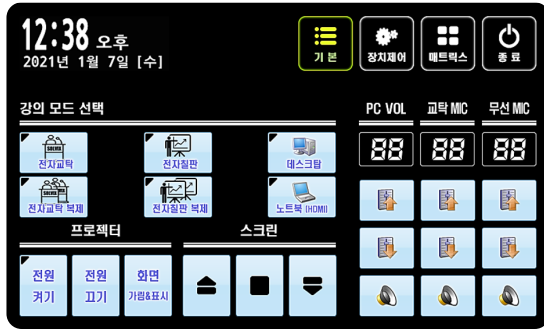 12:38 오후
2021년 1월 7일 [수]
기 본
장치제어
매트릭스
종 료
강의 모드 선택
PC VOL
교탁 MIC
무선 MIC
전자교탁
전자칠판
데스크탑
88
88
88
전자교탁 복제
전자칠판 복제
노트북 (HDMI)
프로젝터
스크린
전원
켜기
전원
끄기
화면
가림&표시